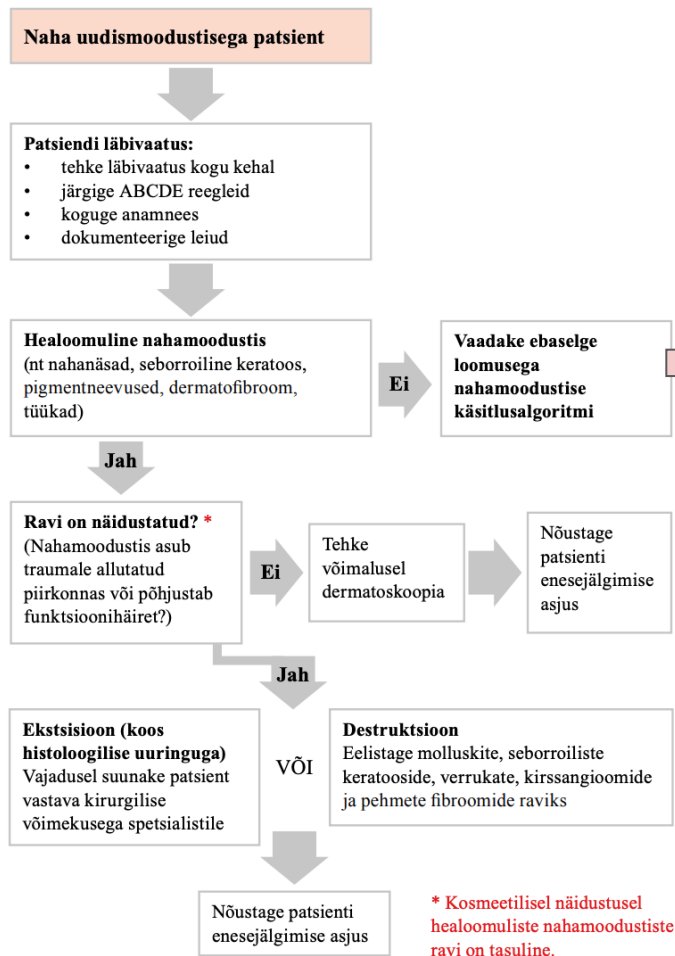 Naha uudismoodustisega patsient
Patsiendi läbivaatus:
• tehke läbivaatus kogu kehal
• järgige ABCDE reegleid
• koguge anamnees
• dokumenteerige leiud
Healoomuline nahamoodustis
(nt nahanäsad, seborroiline keratoos,
pigmentneevused, dermatofibroom,
tüükad)
Ei
Vaadake ebaselge
loomusega
nahamoodustise
käsitlusalgoritmi
Jah
Ravi on näidustatud? *
(Nahamoodustis asub
traumale allutatud
piirkonnas või põhjustab
funktsioonihäiret?)
Ei
Tehke
võimalusel
dermatoskoopia
Nõustage
patsienti
enesejälgimise
asjus
Jah
Ekstsisioon (koos
histoloogilise uuringuga)
Vajadusel suunake patsient
vastava kirurgilise
võimekusega spetsialistile
VÕI
Destruktsioon
Eelistage molluskite, seborroiliste
keratooside, verrukate, kirssangioomide
ja pehmete fibroomide raviks
Nõustage patsienti
enesejälgimise asjus
* Kosmeetilisel näidustusel
healoomuliste nahamoodustiste
ravi on tasuline.